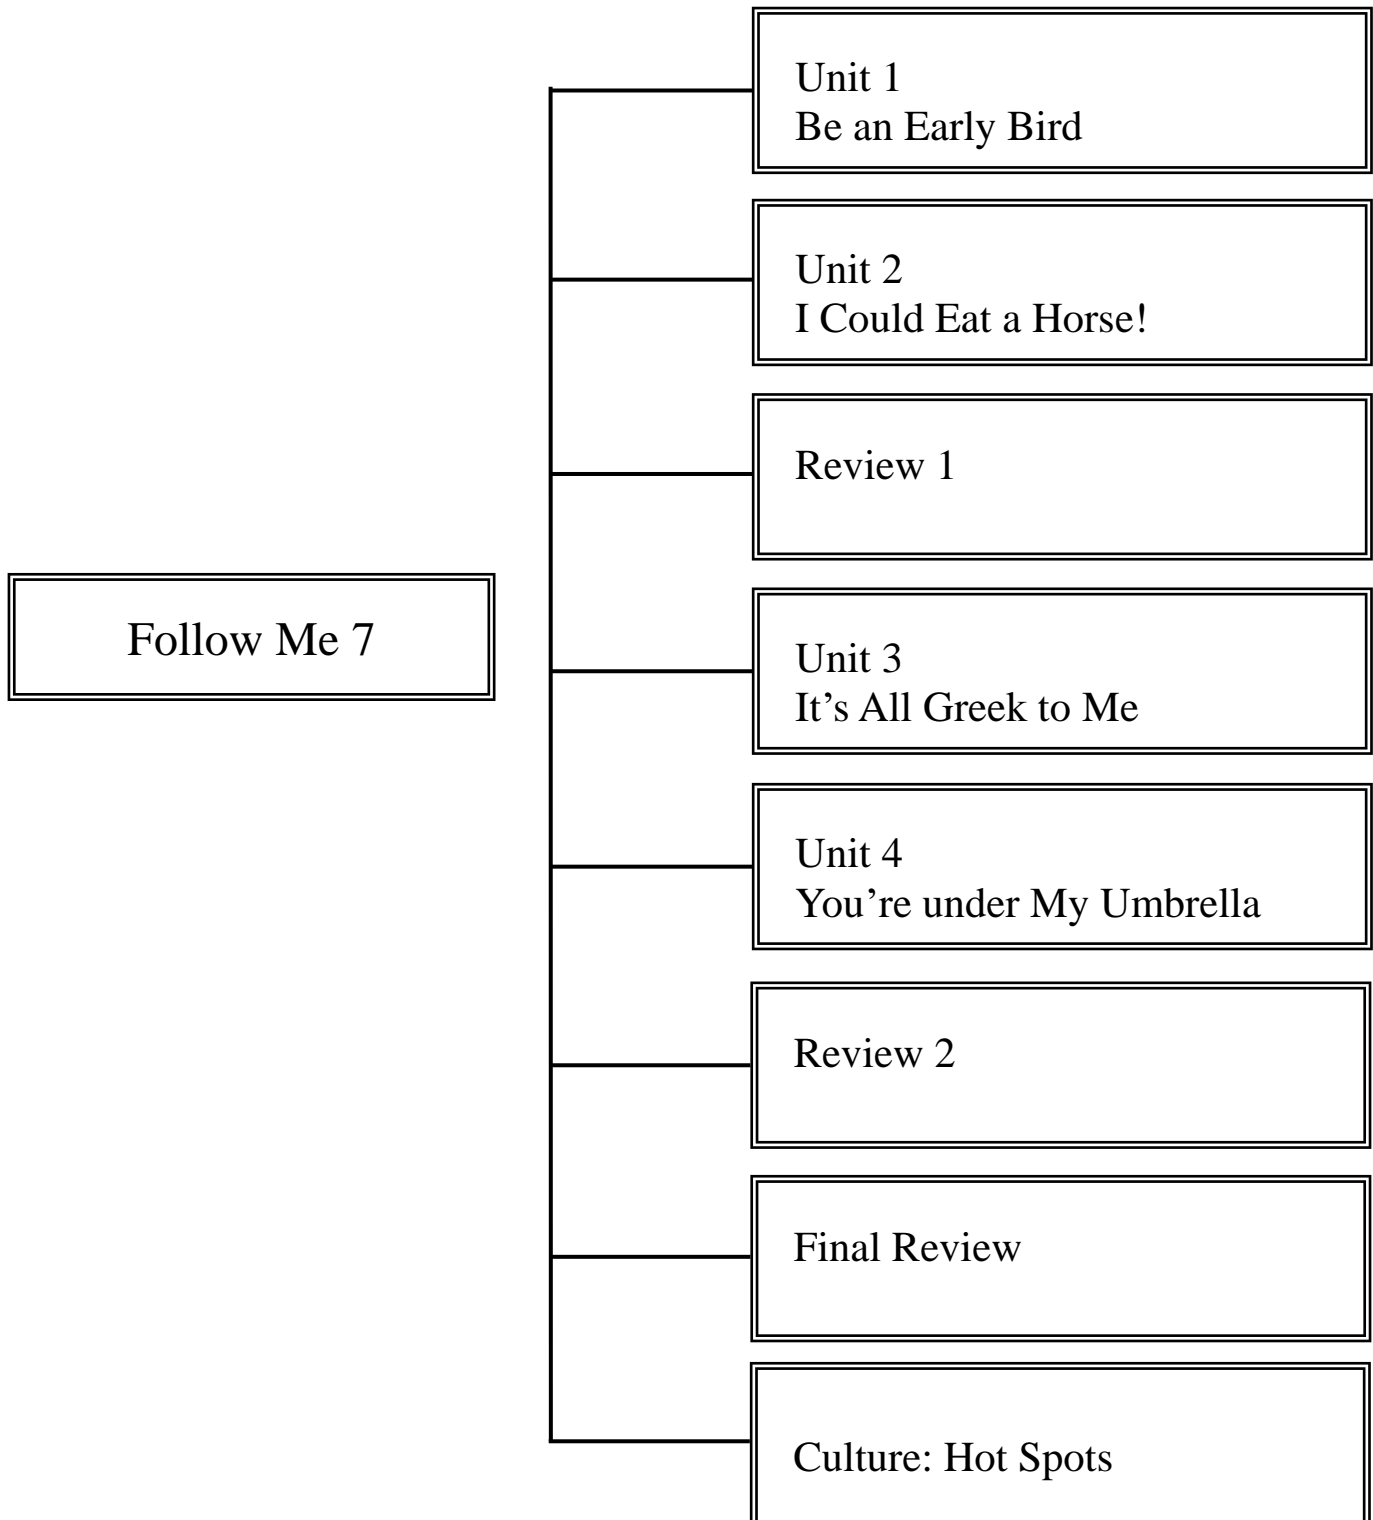 Follow Me 7
Unit 1
Be an Early Bird
Unit 2
I Could Eat a Horse!
Review 1
Unit 3
It’s All Greek to Me
Unit 4
You’re under My Umbrella
Review 2
Final Review
Culture: Hot Spots